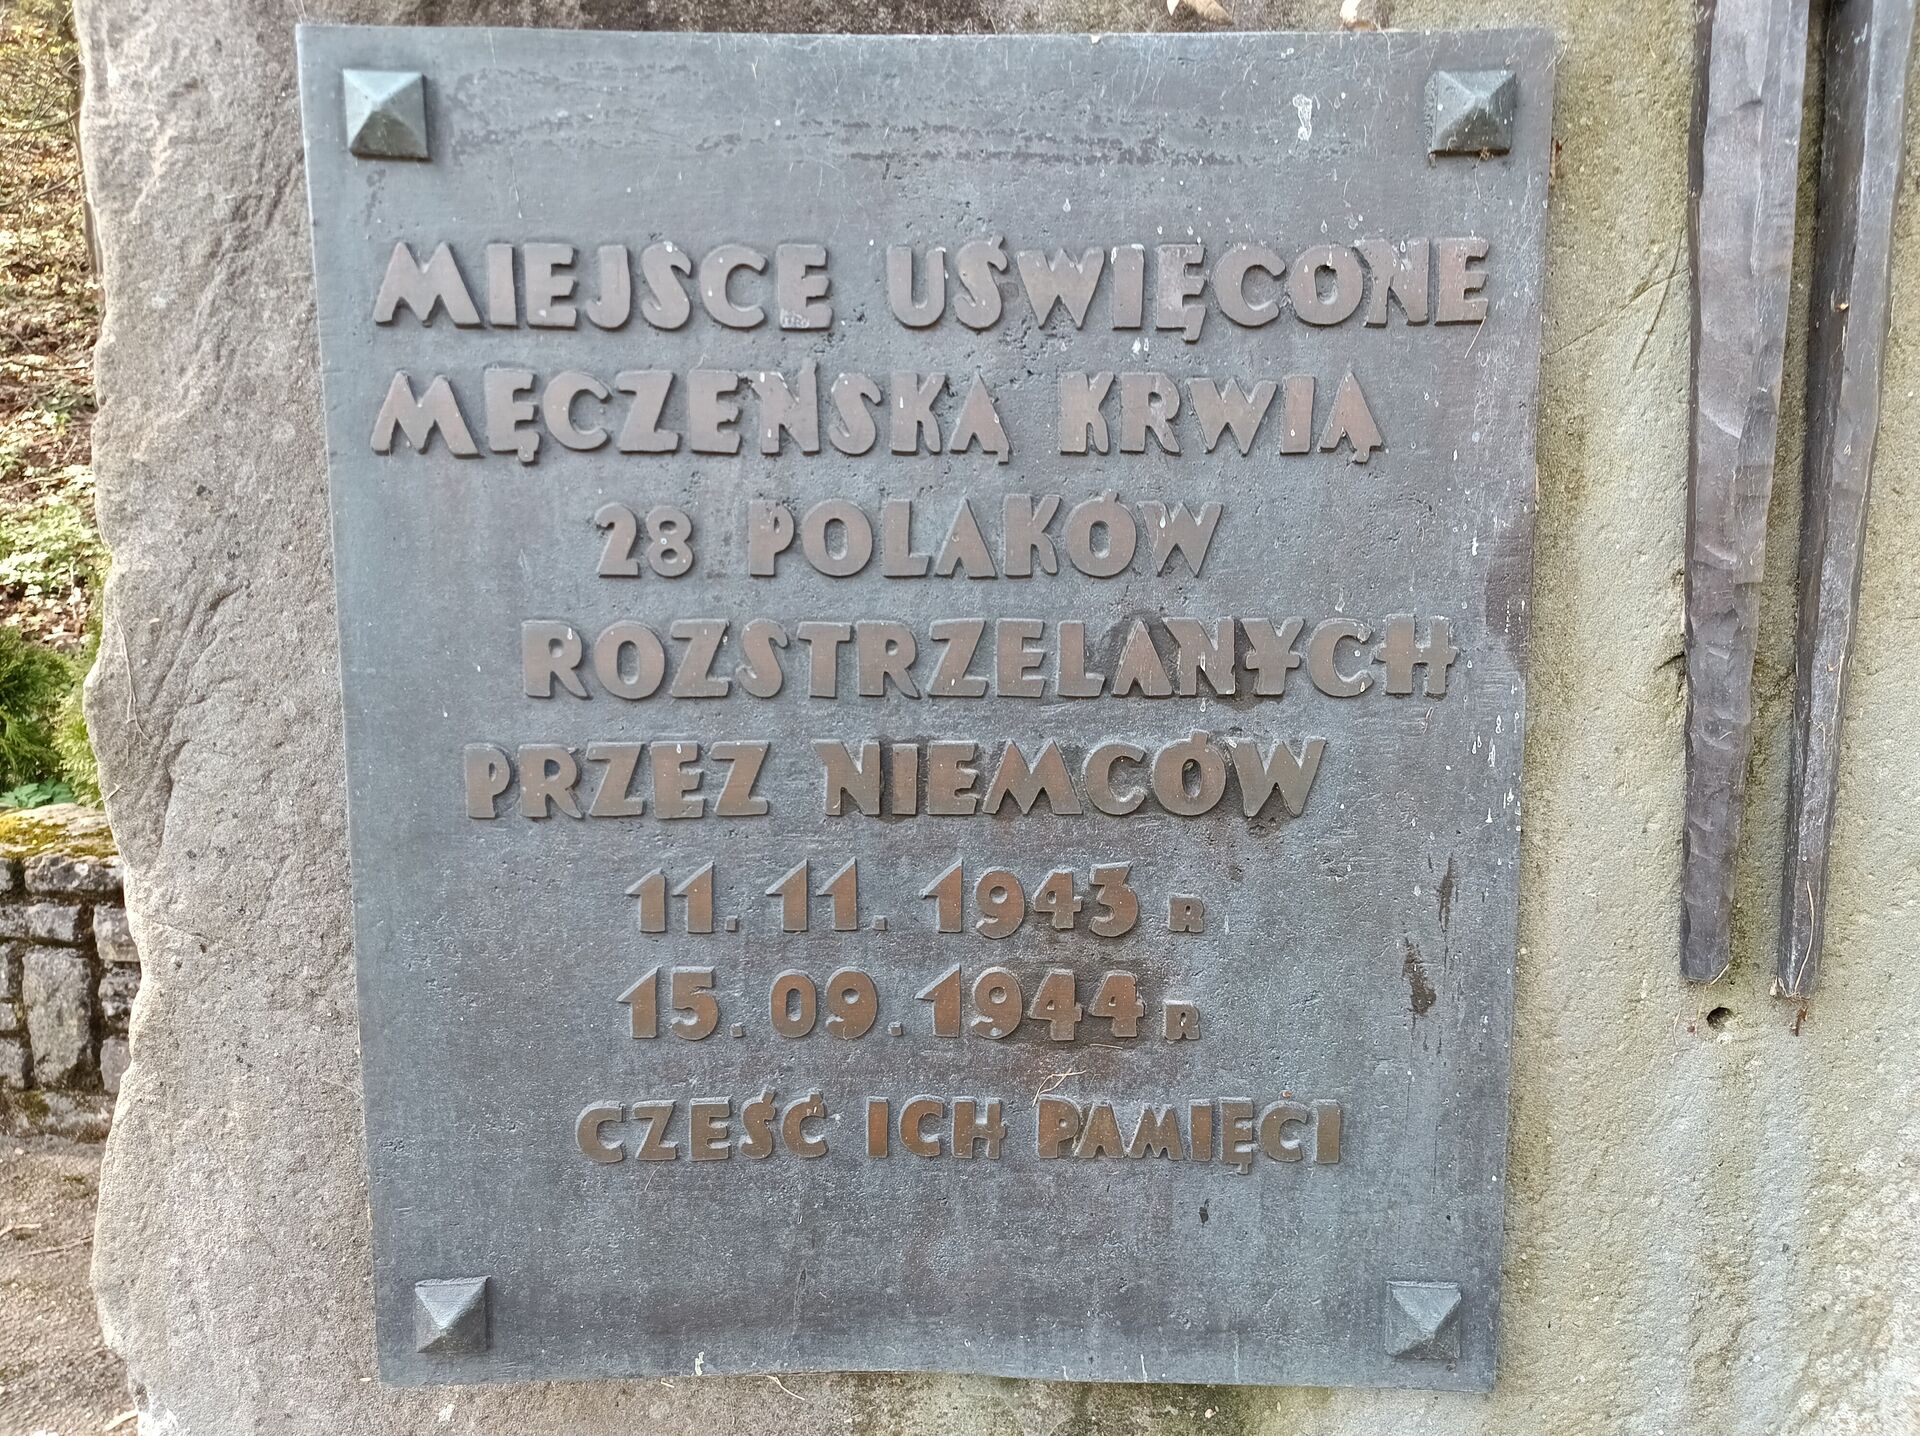 MIEJSCE UŚWIĘCONE
MĘCZEŃSKĄ KRWIĄ
28 POLAKÓW
ROZSTRZELANYCH
PRZEZ NIEMCÓW
11.11.1943 R
15.09.1944 R
CZEŚĆ ICH PAMIĘCI